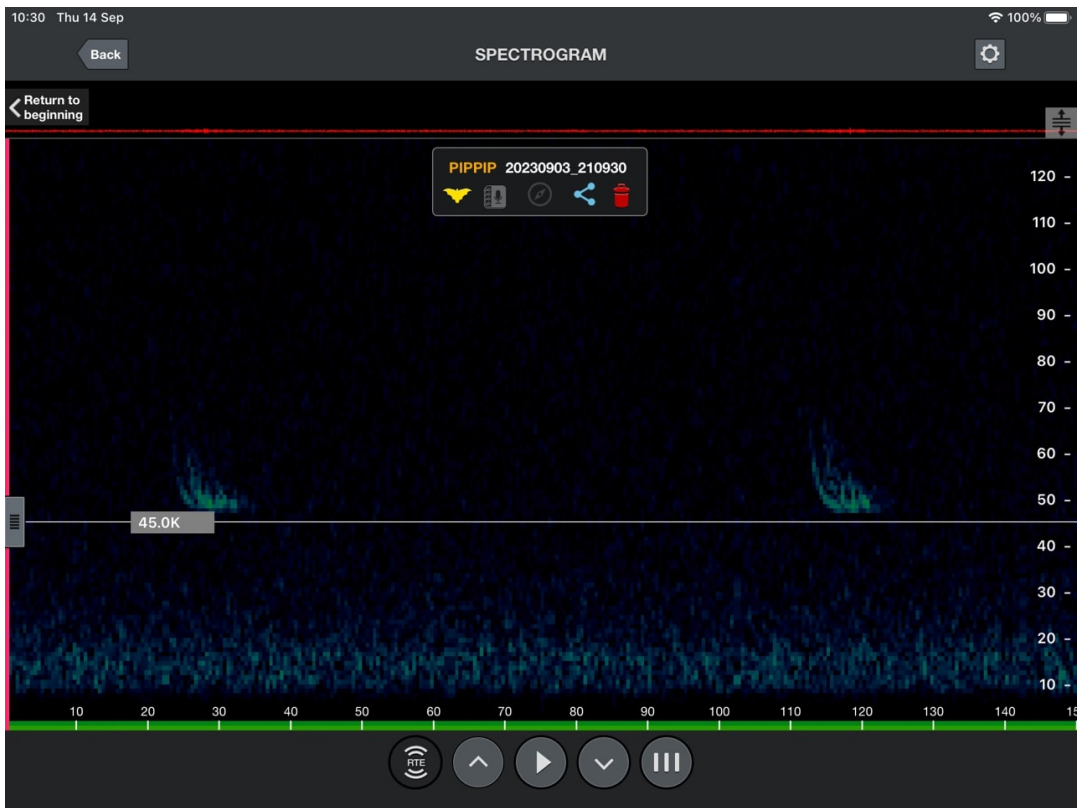 10:30 Thu 14 Sep
100%
Back
SPECTROGRAM
Return to
beginning
PIPPIP 20230903_210930
120 -
110 -
100 -
90 -
80 -
70 -
60 -
50 -
45.0K
40 -
30 -
20 -
10 -
10 20 30 40 50 60 70 80 90 100 110 120 130 140 15
RTE